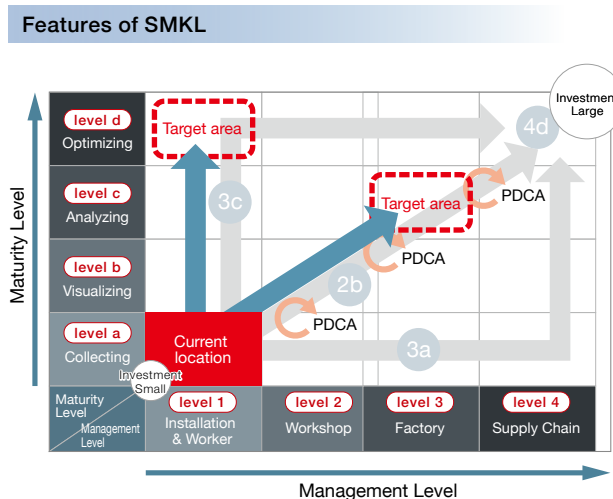 Features of SMKL
Maturity Level
level d
Optimizing
level c
Analyzing
level b
Visualizing
level a
Collecting
Target area
3c
4d
Investment
Large
Target area
PDCA
PDCA
2b
PDCA
3a
Current
location
Investment
Small
Maturity
Level
Management
Level
level 1
Installation
& Worker
level 2
Workshop
level 3
Factory
level 4
Supply Chain
Management Level